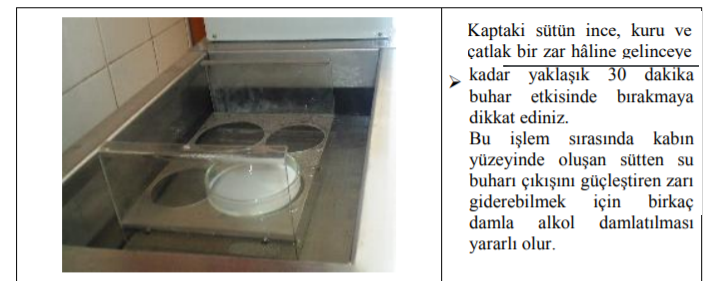 Kaptaki sütün ince, kuru ve
çatlak bir zar hâline gelinceye
kadar yaklaşık 30 dakika
buhar etkisinde bırakmaya
dikkat ediniz.
Bu işlem sırasında kabın
yüzeyinde oluşan sütten su
buharı çıkışını güçleştiren zarı
giderebilmek için birkaç
damla alkol damlatılması
yararlı olur.